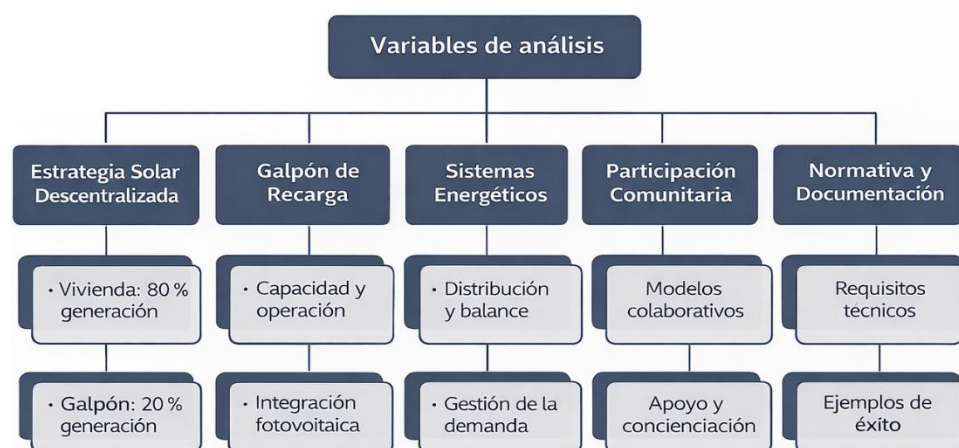 Variables de análisis
Estrategia Solar
Descentralizada
Galpón de
Recarga
Sistemas
Energéticos
Participación
Comunitaria
Normativa y
Documentación
· Vivienda: 80 %
generación
· Capacidad y
operación
· Distribución
y balance
Modelos
colaborativos
Requisitos
técnicos
· Galpón: 20 %
generación
· Integración
fotovoitaica
· Gestión de la
demanda
Apoyo y
concienciación
Ejemplos de
éxito